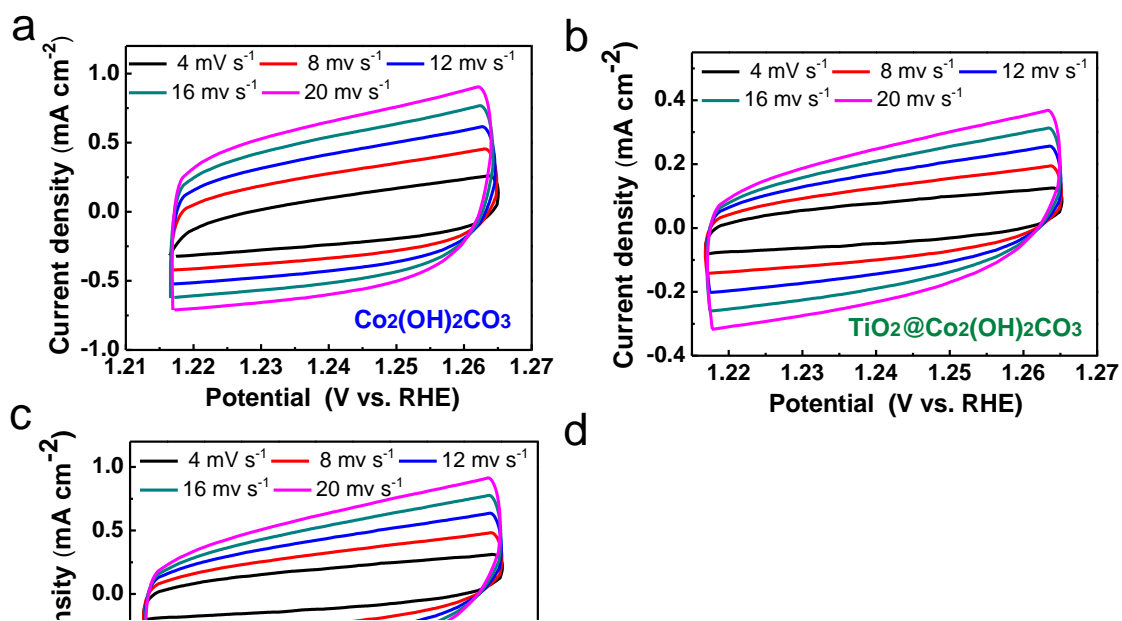 a
Current density (mA cm-2)
4 mV s-1 8 mv s-1 12 mv s-1
16 mv s-1 20 mv s-1
1.0
0.5
0.0
-0.5
-1.0
Co2(OH)2CO3
1.21 1.22 1.23 1.24 1.25 1.26 1.27
Potential (V vs. RHE)
b
Current density (mA cm-2)
4 mV s-1 8 mv s-1 12 mv s-1
16 mv s-1 20 mv s-1
0.4
0.2
0.0
-0.2
-0.4
TiO2@Co2(OH)2CO3
1.22 1.23 1.24 1.25 1.26 1.27
Potential (V vs. RHE)
c
(mA cm-2)
4 mV s-1 8 mv s-1 12 mv s-1
16 mv s-1 20 mv s-1
1.0
0.5
0.0
d